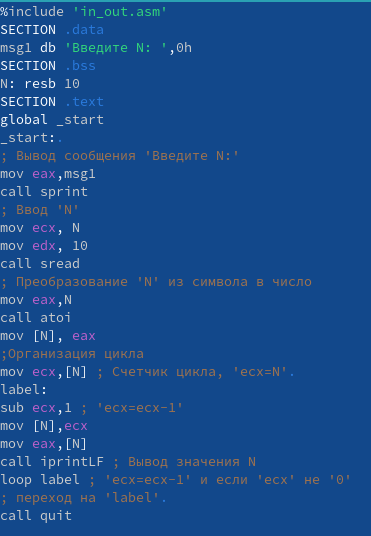 %include 'in_out.asm'
SECTION .data
msg1 db 'Введите N: ',0h
SECTION .bss
N: resb 10
SECTION .text
global _start
_start:.
; Вывод сообщения 'Введите N:'
mov eax,msg1
call sprint
; Ввод 'N'
mov ecx, N
mov edx, 10
call sread
; Преобразование 'N' из символа в число
mov eax,N
call atoi
mov [N], eax
;Организация цикла
mov ecx,[N] ; Счетчик цикла, 'ecx=N'.
label:
sub ecx,1 ; 'ecx=ecx-1'
mov [N],ecx
mov eax,[N]
call iprintLF ; Вывод значения N
loop label ; 'ecx=ecx-1' и если 'ecx' не '0'
; переход на 'label'.
call quit